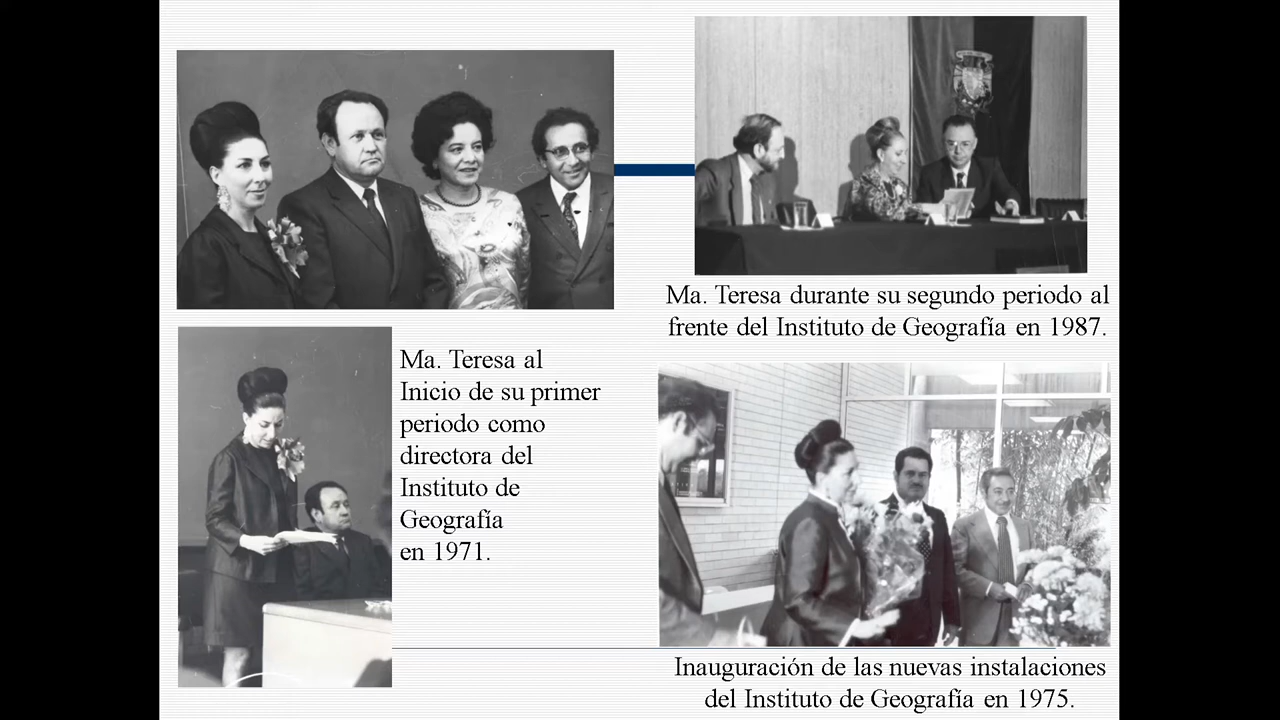 Ma. Teresa durante su segundo periodo al
frente del Instituto de Geografía en 1987.
Ma. Teresa al
Inicio de su primer
periodo como
directora del
Instituto de
Geografía
en 1971.
Inauguración de las nuevas instalaciones
del Instituto de Geografía en 1975.